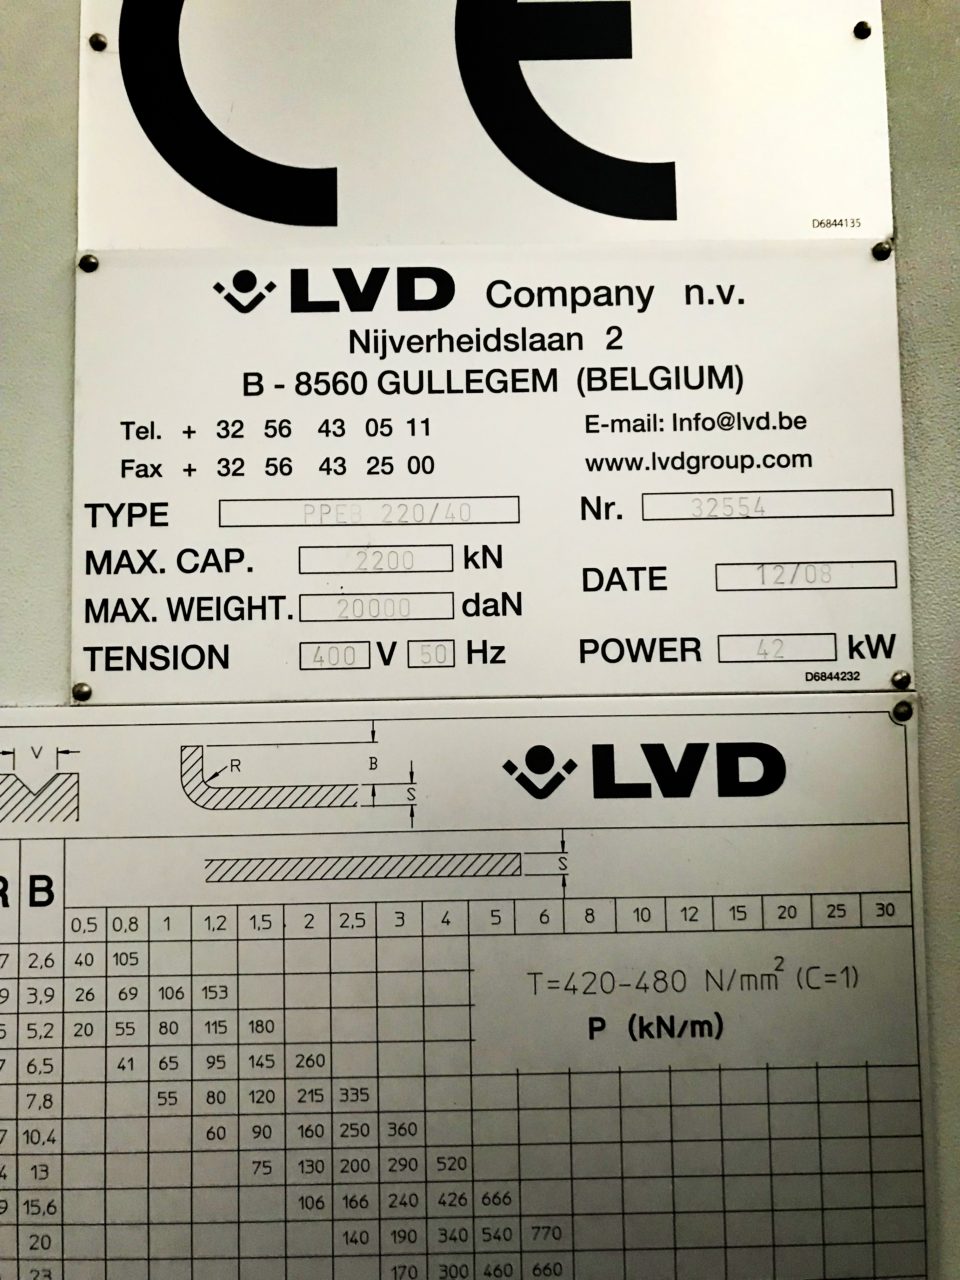 CE
D6844135
LVD Company n.v.
Nijverheidslaan 2
B - 8560 GULLEGEM (BELGIUM)
Tel. + 32 56 43 05 11
E-mail: Info@lvd.be
Fax + 32 56 43 25 00
www.lvdgroup.com
TYPE PPEB 220/40
Nr. 32554
MAX. CAP. 2200 kN
DATE 12/08
MAX. WEIGHT. 20000 daN
TENSION 400 V 50 Hz
POWER 42 kW
D6844232
V R B S LVD
S
R B
0,5 0,8 1 1,2 1,5 2 2,5 3 4 5 6 8 10 12 15 20 25 30
7 2,6 40 105
T=420-480 N/mm² (C=1)
9 3,9 26 69 106 153
P (kN/m)
5,2 20 55 80 115 180
7 6,5 41 65 95 145 260
7,8 55 80 120 215 335
7 10,4 60 90 160 250 360
4 13 75 130 200 290 520
9 15,6 106 166 240 426 666
20 140 190 340 540 770
23 170 300 460 660